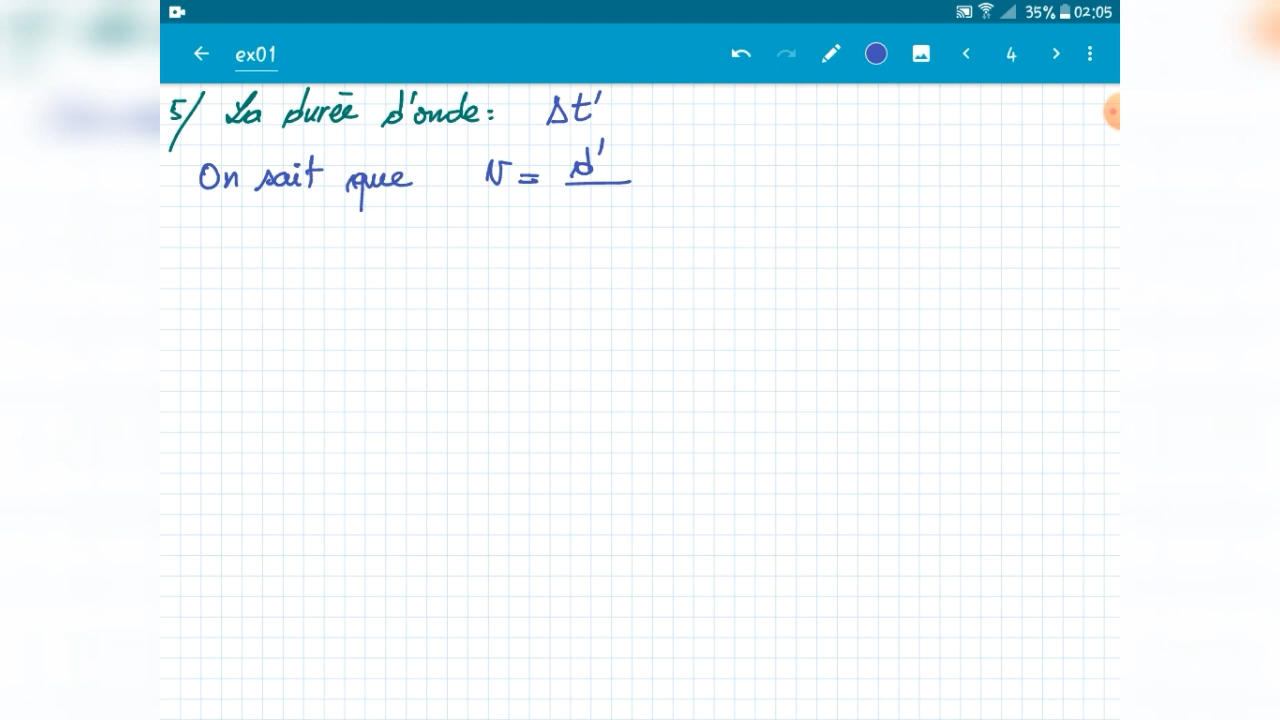 35% 02:05
ex01 4
5/ La durée d'onde: Δt'
On sait que v = d'